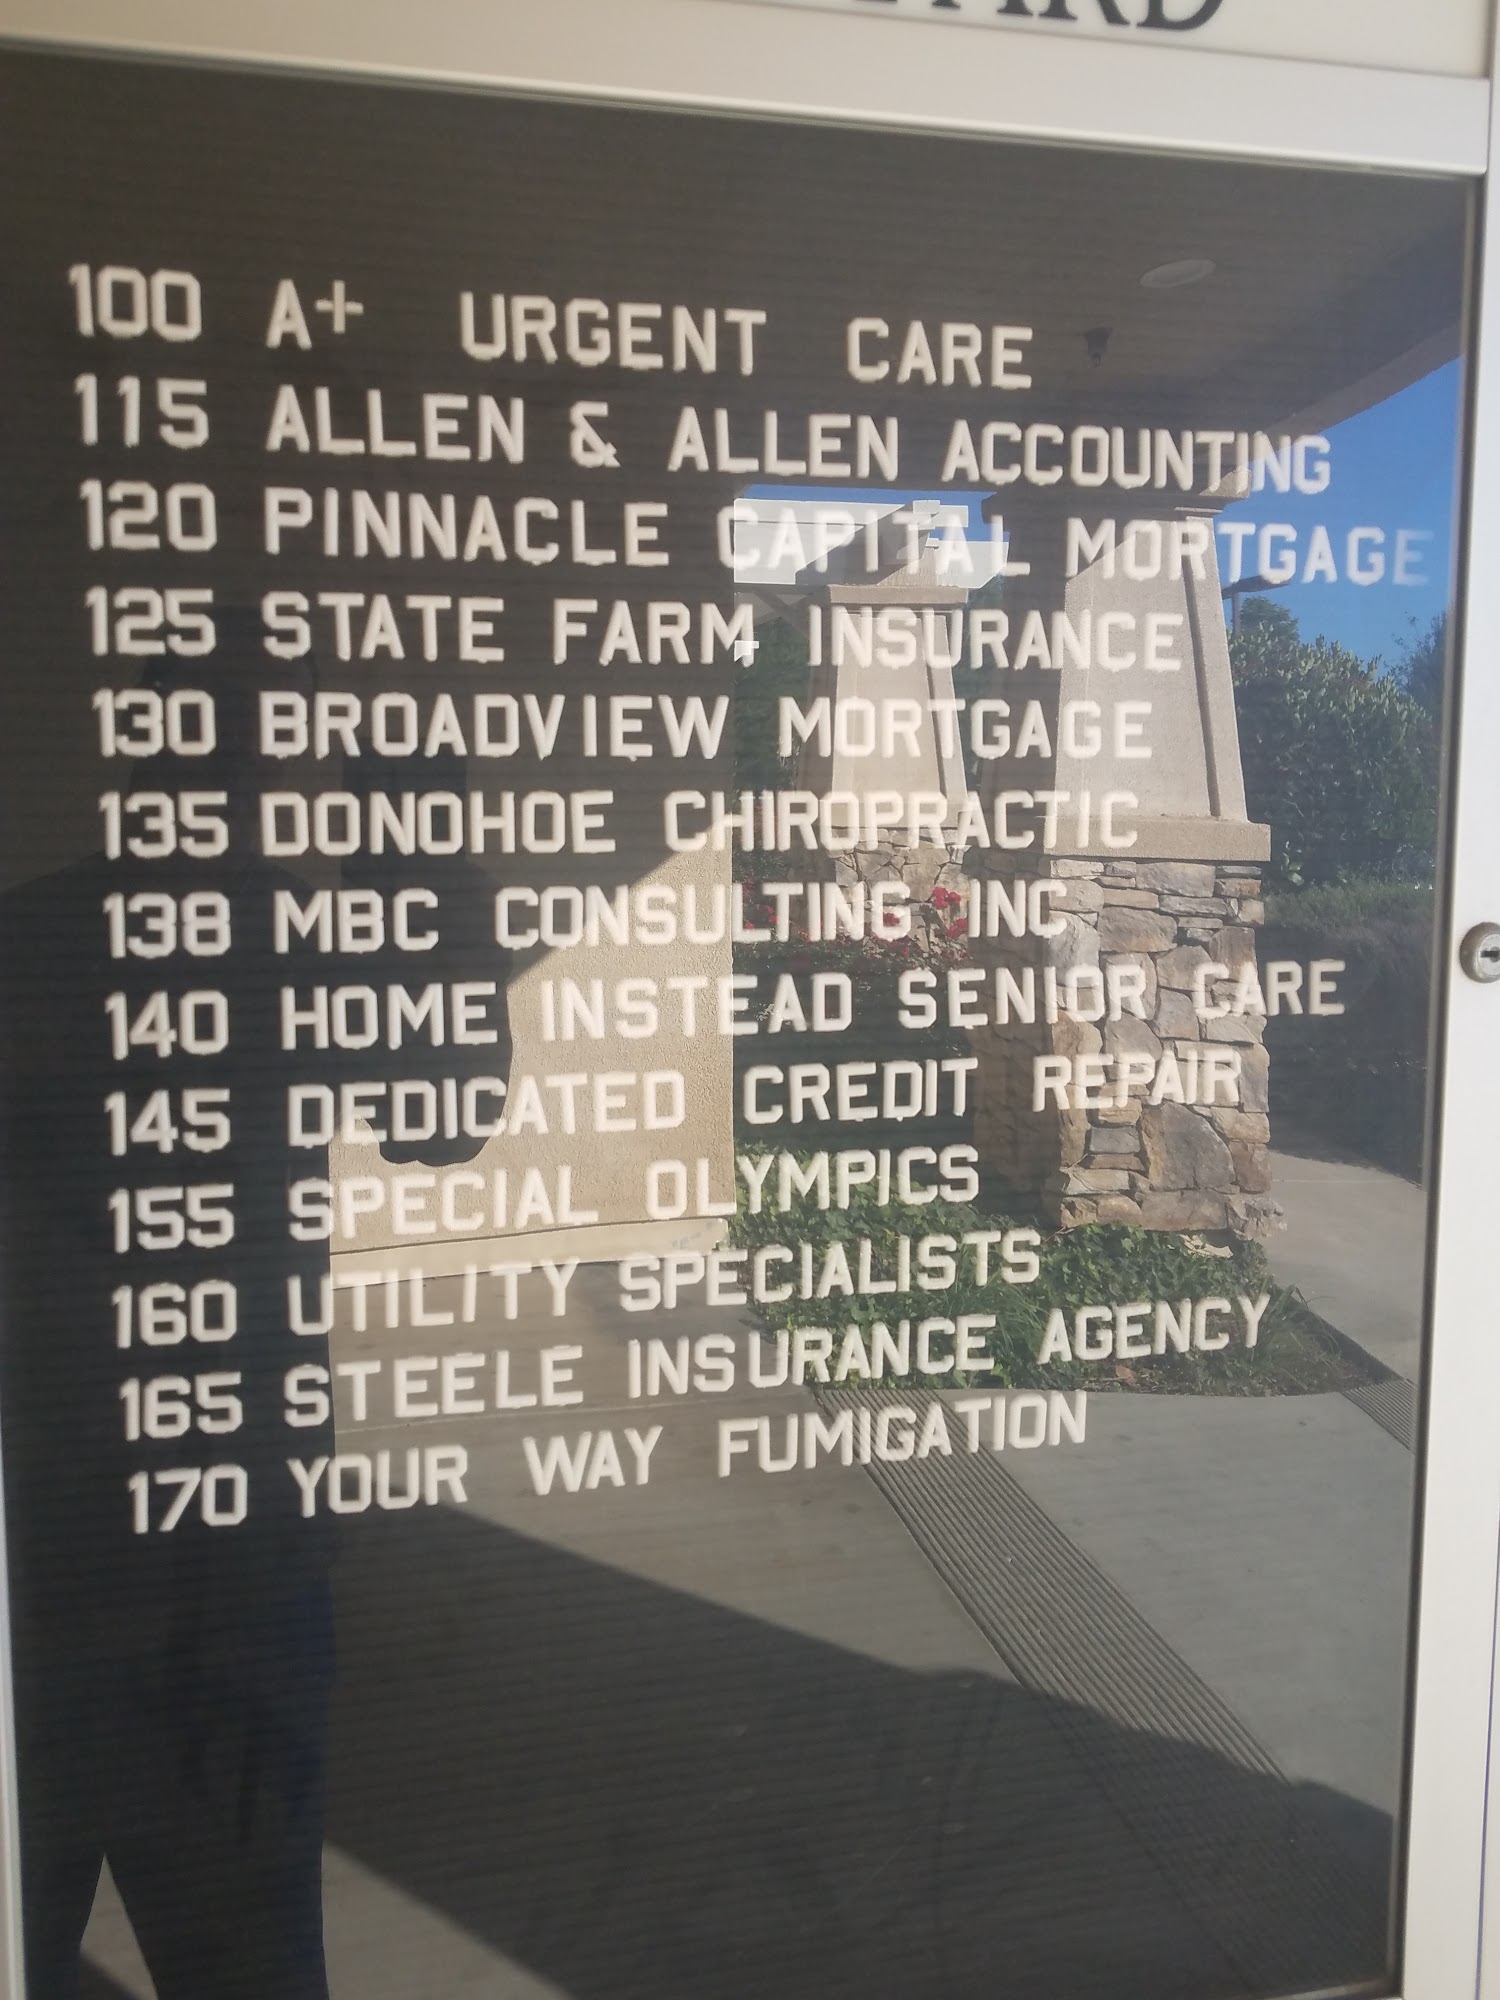 100 A+ URGENT CARE
115 ALLEN & ALLEN ACCOUNTING
120 PINNACLE CAPITAL MORTGAGE
125 STATE FARM INSURANCE
130 BROADVIEW MORTGAGE
135 DONOHOE CHIROPRACTIC
138 MBC CONSULTING INC
140 HOME INSTEAD SENIOR CARE
145 DEDICATED CREDIT REPAIR
155 SPECIAL OLYMPICS
160 UTILITY SPECIALISTS
165 STEELE INSURANCE AGENCY
170 YOUR WAY FUMIGATION